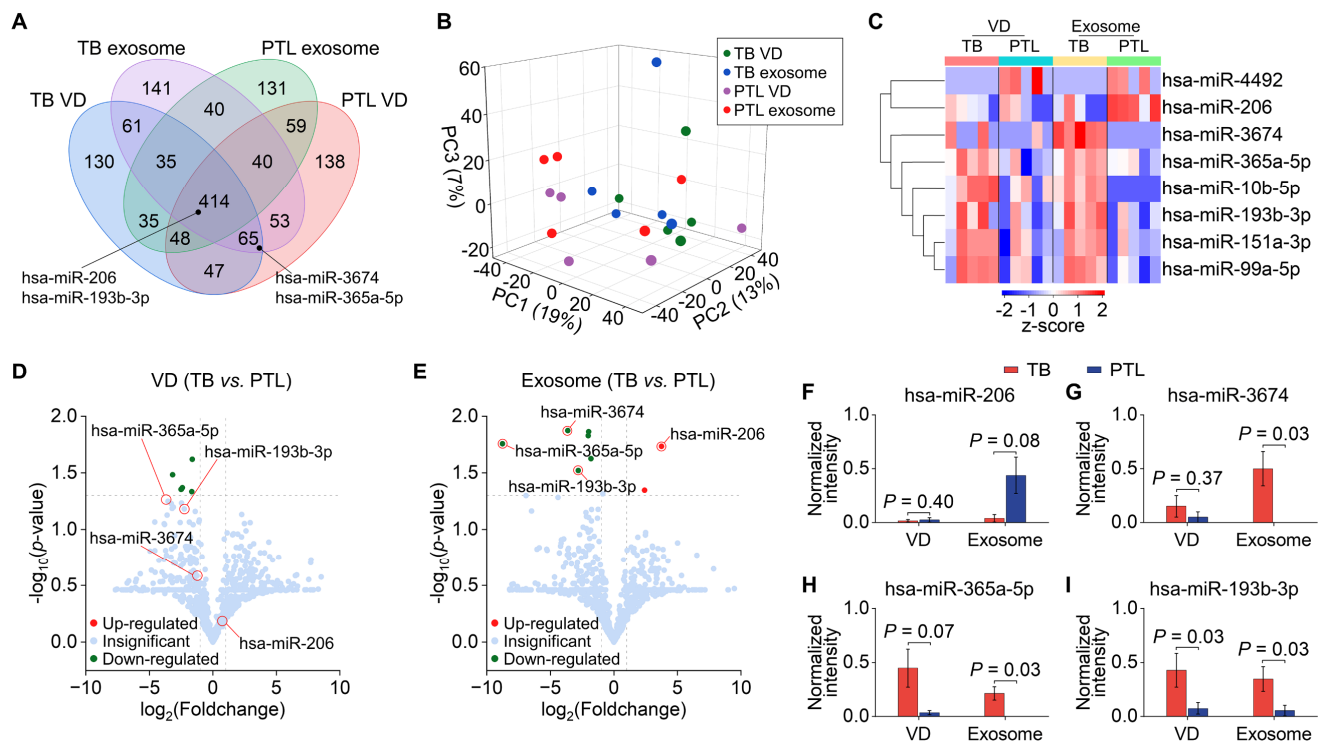 A
TB exosome
PTL exosome
TB VD
PTL VD
141
131
40
61
59
130
35
40
138
414
35
53
48
65
47
hsa-miR-206
hsa-miR-193b-3p
hsa-miR-3674
hsa-miR-365a-5p
B
TB VD
TB exosome
PTL VD
PTL exosome
PC3 (7%)
60
40
20
0
-20
-40
-20
0
20
40
PC1 (19%)
-40
-20
0
20
40
PC2 (13%)
C
VD
Exosome
TB
PTL
TB
PTL
hsa-miR-4492
hsa-miR-206
hsa-miR-3674
hsa-miR-365a-5p
hsa-miR-10b-5p
hsa-miR-193b-3p
hsa-miR-151a-3p
hsa-miR-99a-5p
-2 -1 0 1 2
z-score
D
VD (TB vs. PTL)
-log10(p-value)
2.0
1.5
1.0
0.5
0.0
hsa-miR-365a-5p
hsa-miR-193b-3p
hsa-miR-3674
hsa-miR-206
Up-regulated
Insignificant
Down-regulated
−10 −5 0 5 10
log2(Foldchange)
E
Exosome (TB vs. PTL)
-log10(p-value)
2.0
1.5
1.0
0.5
0.0
hsa-miR-3674
hsa-miR-206
hsa-miR-365a-5p
hsa-miR-193b-3p
Up-regulated
Insignificant
Down-regulated
−10 −5 0 5 10
log2(Foldchange)
TB
PTL
F
hsa-miR-206
Normalized
intensity
1.0
0.5
0.0
P = 0.40
P = 0.08
VD
Exosome
G
hsa-miR-3674
Normalized
intensity
1.0
0.5
0.0
P = 0.37
P = 0.03
VD
Exosome
H
hsa-miR-365a-5p
Normalized
intensity
1.0
0.5
0.0
P = 0.07
P = 0.03
VD
Exosome
I
hsa-miR-193b-3p
Normalized
intensity
1.0
0.5
0.0
P = 0.03
P = 0.03
VD
Exosome